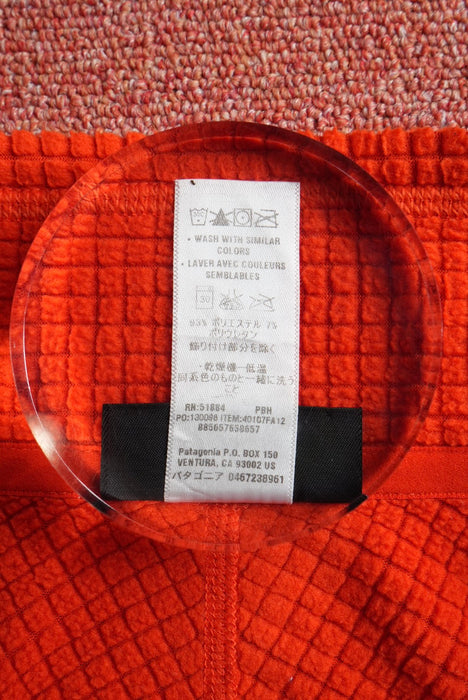 • WASH WITH SIMILAR
COLORS
• LAVER AVEC COULEURS
SEMBLABLES
30
93% ポリエステル 7%
ポリウレタン
飾り付け部分を除く
・乾燥機－低温
同系色のものと一緒に洗う
こと
RN:51884 PBH
PO:130098 ITEM:40107FA12
885657658657
Patagonia P.O. BOX 150
VENTURA, CA 93002 US
パタゴニア 0467238961